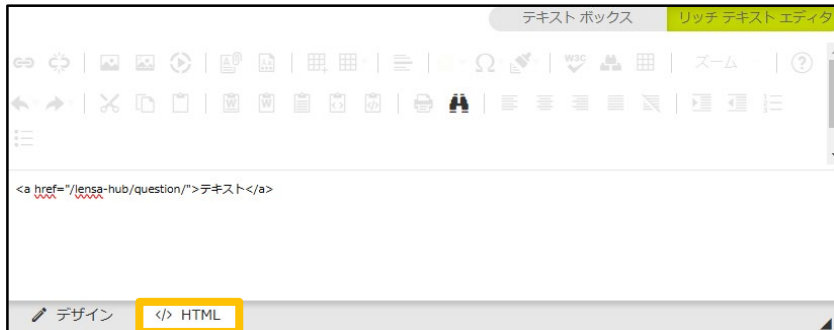 テキスト ボックス
リッチ テキスト エディタ
W3C
ズーム
<a href="/lensa-hub/question/">テキスト</a>
デザイン
</> HTML